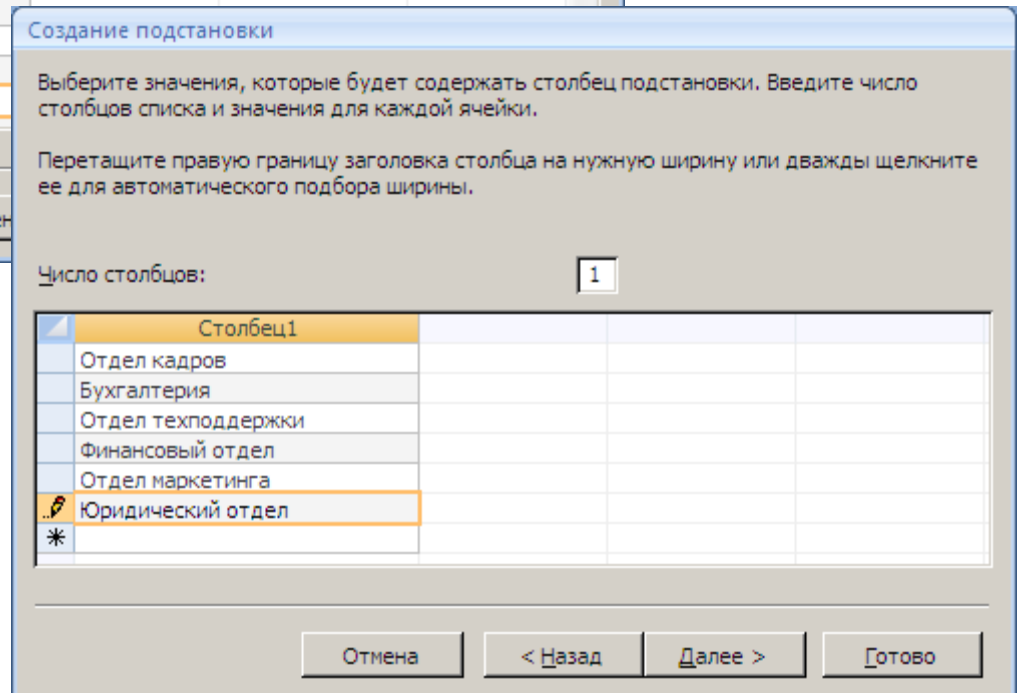 Создание подстановки
Выберите значения, которые будет содержать столбец подстановки. Введите число
столбцов списка и значения для каждой ячейки.
Перетащите правую границу заголовка столбца на нужную ширину или дважды щелкните
ее для автоматического подбора ширины.
Число столбцов: 1
Столбец1
Отдел кадров
Бухгалтерия
Отдел техподдержки
Финансовый отдел
Отдел маркетинга
Юридический отдел
Отмена < Назад Далее > Готово